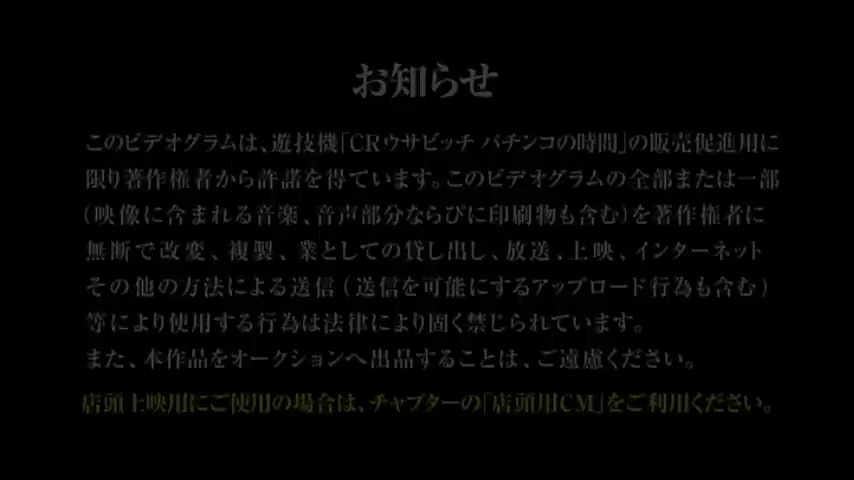 お知らせ
このビデオグラムは、遊技機「CRウサビッチ パチンコの時間」の販売促進用に
限り著作権者から許諾を得ています。このビデオグラムの全部または一部
(映像に含まれる音楽、音声部分ならびに印刷物も含む)を著作権者に
無断で改変、複製、業としての貸し出し、放送、上映、インターネット
その他の方法による送信(送信を可能にするアップロード行為も含む)
等により使用する行為は法律により固く禁じられています。
また、本作品をオークションへ出品することは、ご遠慮ください。
店頭上映用にご使用の場合は、チャプターの「店頭用CM」をご利用ください。